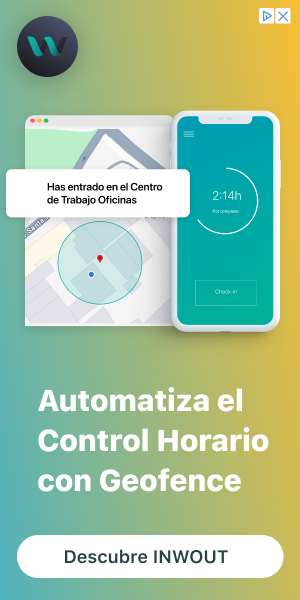 Has entrado en el Centro
de Trabajo Oficinas
2:14h
Por completar
Check in
Automatiza el
Control Horario
con Geofence
Descubre INWOUT